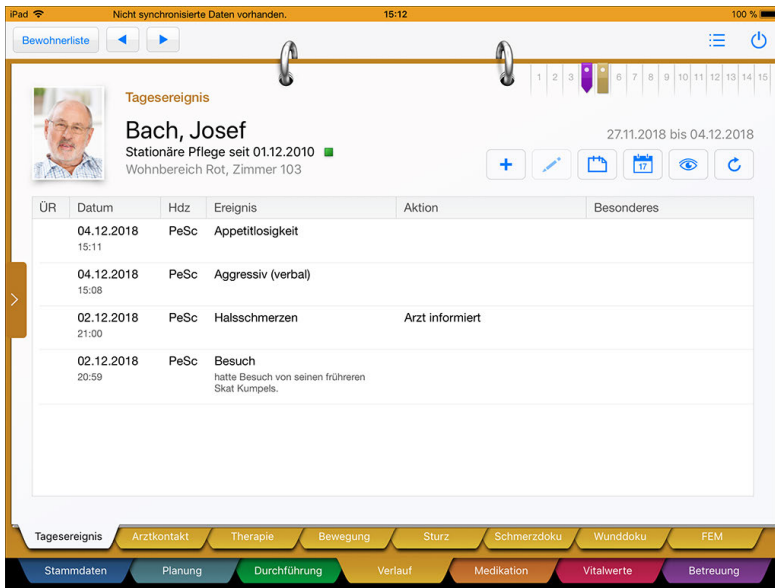 iPad Nicht synchronisierte Daten vorhanden. 15:12 100 %
Bewohnerliste
1 2 3 6 7 8 9 10 11 12 13 14 15
Tagesereignis
Bach, Josef
27.11.2018 bis 04.12.2018
Stationäre Pflege seit 01.12.2010
Wohnbereich Rot, Zimmer 103
17
ÜR Datum Hdz Ereignis Aktion Besonderes
04.12.2018 PeSc Appetitlosigkeit
15:11
04.12.2018 PeSc Aggressiv (verbal)
15:08
02.12.2018 PeSc Halsschmerzen Arzt informiert
21:00
02.12.2018 PeSc Besuch
20:59 hatte Besuch von seinen frühreren
Skat Kumpels.
Tagesereignis Arztkontakt Therapie Bewegung Sturz Schmerzdoku Wunddoku FEM
Stammdaten Planung Durchführung Verlauf Medikation Vitalwerte Betreuung